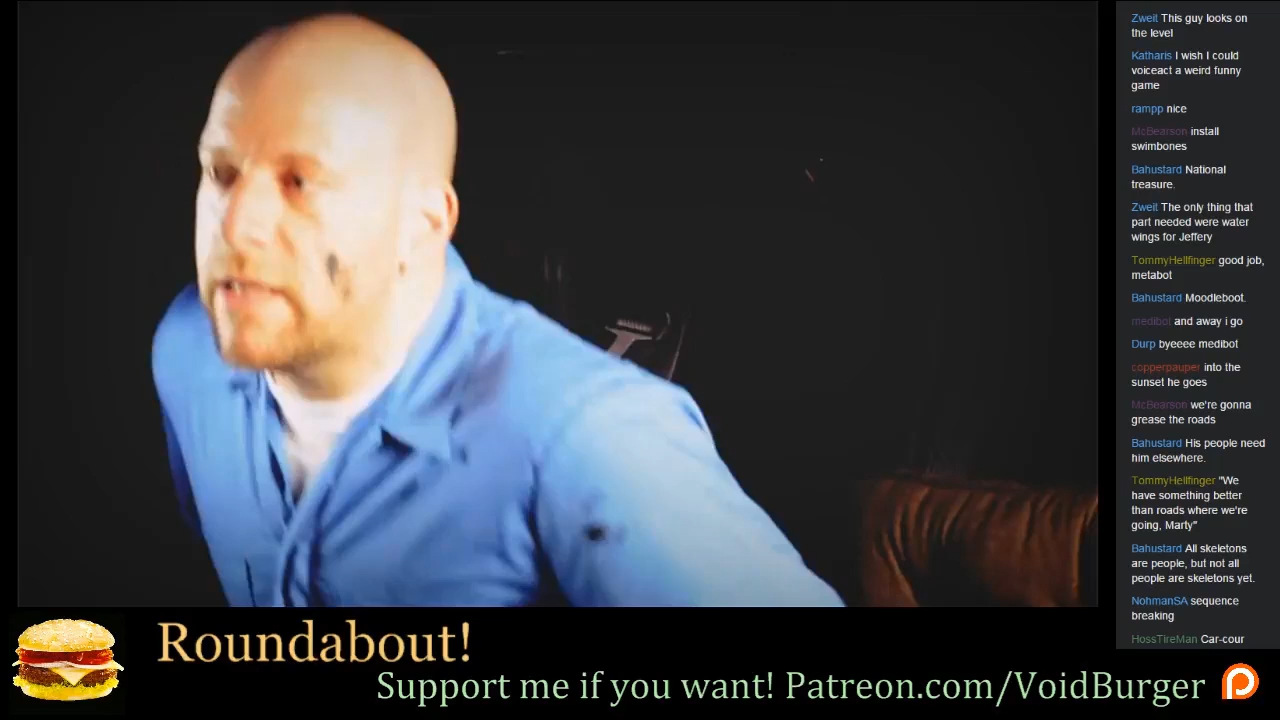 Zweit This guy looks on
the level
Katharis I wish I could
voiceact a weird funny
game
rampp nice
McBearson install
swimbones
Bahustard National
treasure.
Zweit The only thing that
part needed were water
wings for Jeffery
TommyHellfinger good job,
metabot
Bahustard Moodleboot.
medibot and away i go
Durp byeeee medibot
copperpauper into the
sunset he goes
McBearson we're gonna
grease the roads
Bahustard His people need
him elsewhere.
TommyHellfinger "We
have something better
than roads where we're
going, Marty"
Bahustard All skeletons
are people, but not all
people are skeletons yet.
NohmanSA sequence
breaking
HossTireMan Car-cour
Roundabout!
Support me if you want! Patreon.com/VoidBurger